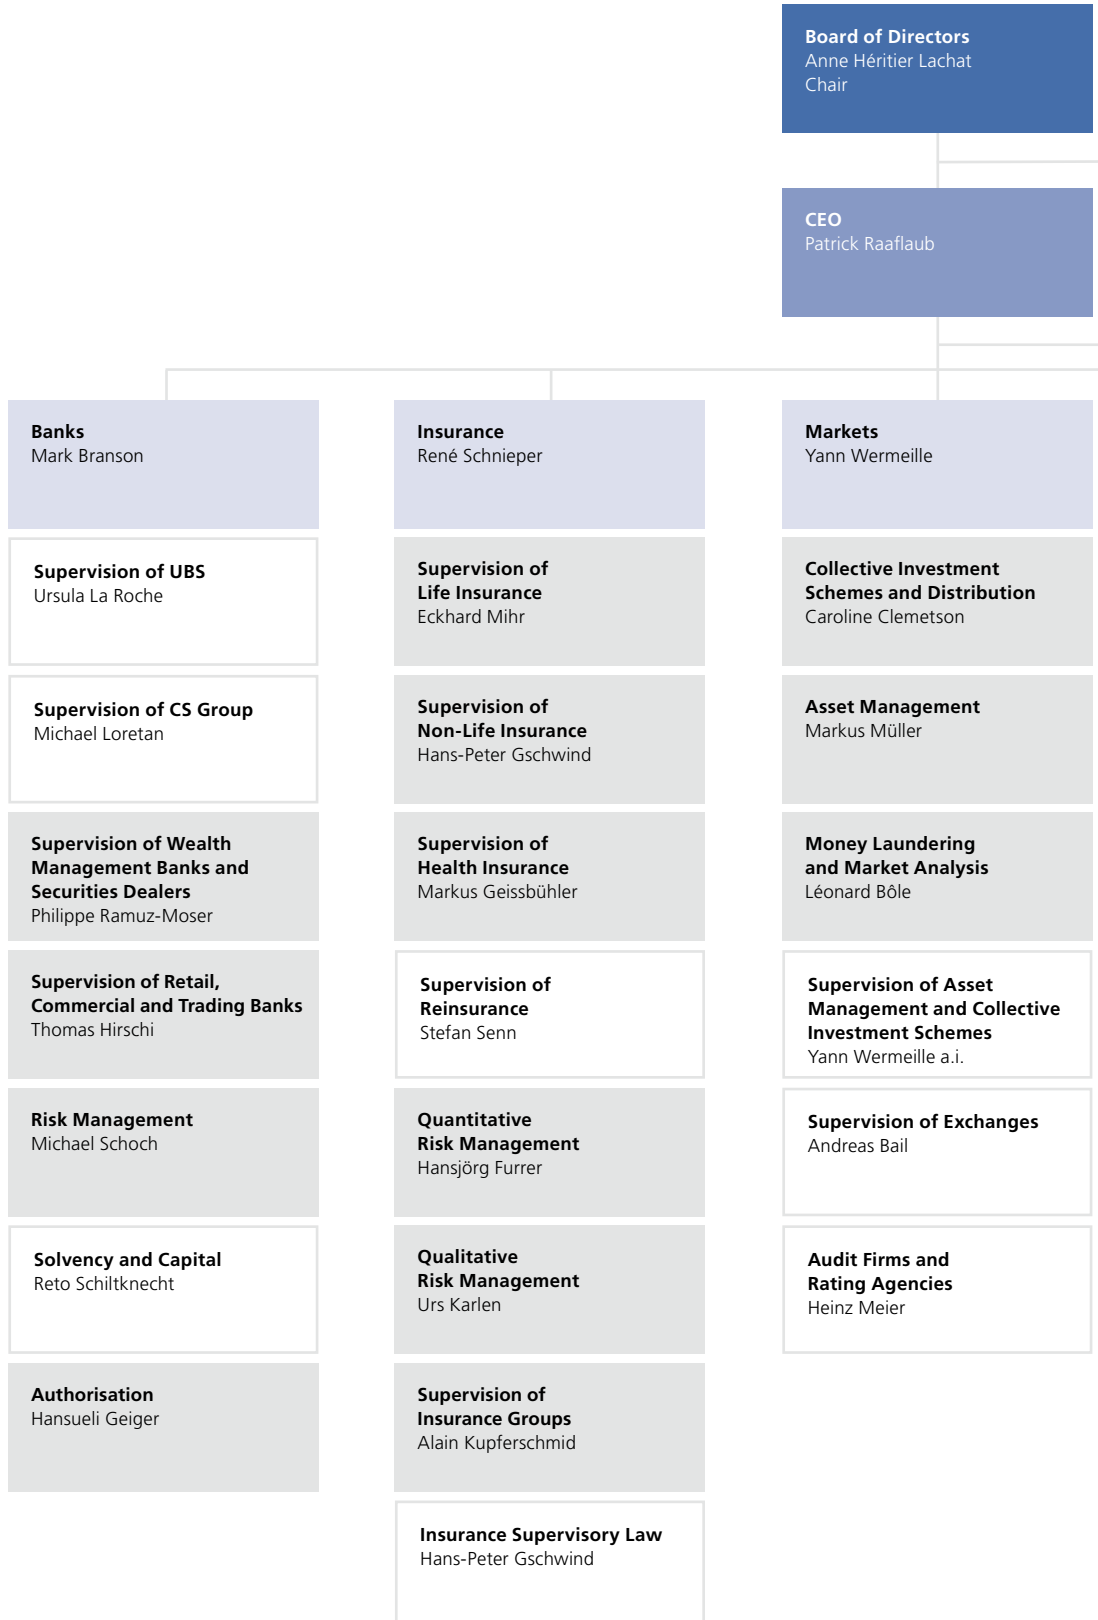 Board of Directors
Anne Héritier Lachat
Chair
CEO
Patrick Raaflaub
Banks
Mark Branson
Supervision of UBS
Ursula La Roche
Supervision of CS Group
Michael Loretan
Supervision of Wealth
Management Banks and
Securities Dealers
Philippe Ramuz-Moser
Supervision of Retail,
Commercial and Trading Banks
Thomas Hirschi
Risk Management
Michael Schoch
Solvency and Capital
Reto Schiltknecht
Authorisation
Hansueli Geiger
Insurance
René Schnieper
Supervision of
Life Insurance
Eckhard Mihr
Supervision of
Non-Life Insurance
Hans-Peter Gschwind
Supervision of
Health Insurance
Markus Geissbühler
Supervision of
Reinsurance
Stefan Senn
Quantitative
Risk Management
Hansjörg Furrer
Qualitative
Risk Management
Urs Karlen
Supervision of
Insurance Groups
Alain Kupferschmid
Insurance Supervisory Law
Hans-Peter Gschwind
Markets
Yann Wermeille
Collective Investment
Schemes and Distribution
Caroline Clemetson
Asset Management
Markus Müller
Money Laundering
and Market Analysis
Léonard Bôle
Supervision of Asset
Management and Collective
Investment Schemes
Yann Wermeille a.i.
Supervision of Exchanges
Andreas Bail
Audit Firms and
Rating Agencies
Heinz Meier